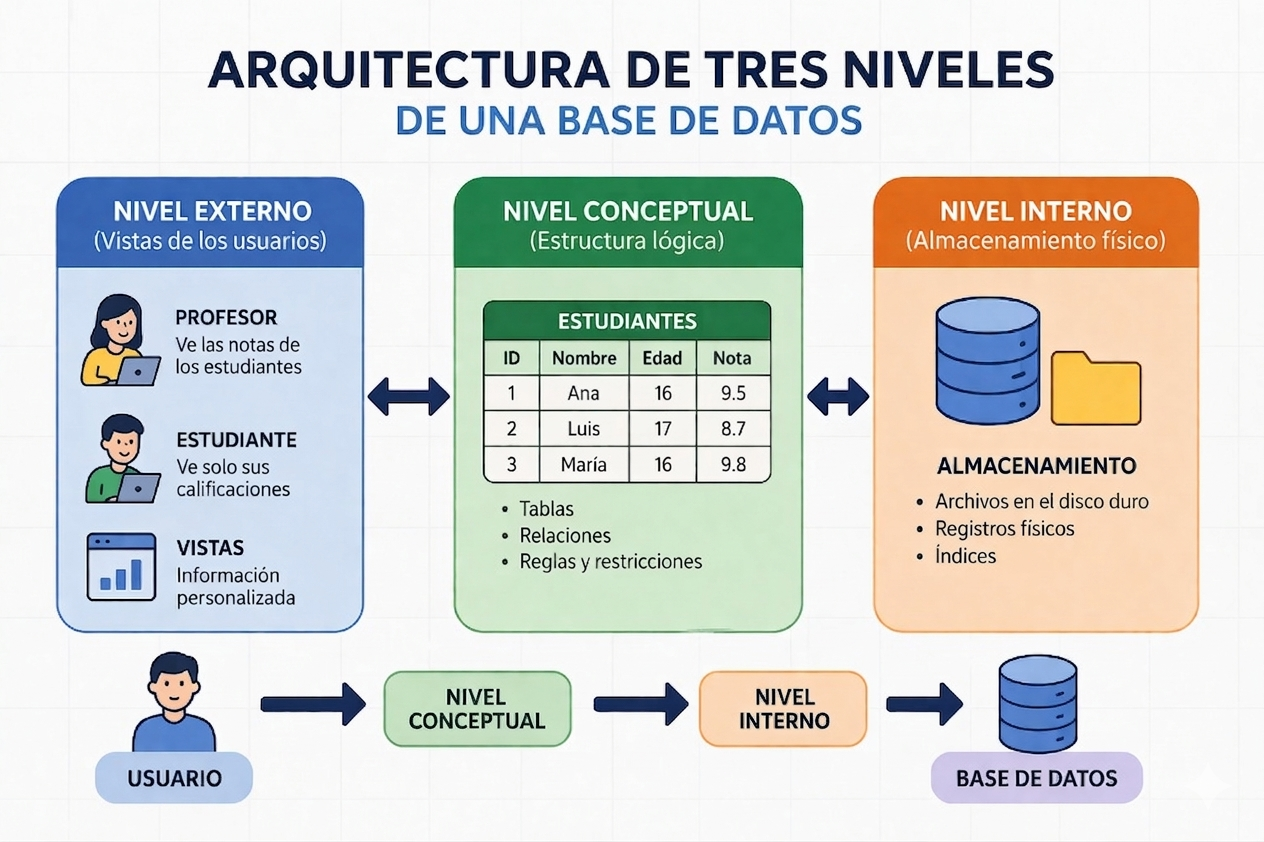 ARQUITECTURA DE TRES NIVELES
DE UNA BASE DE DATOS
NIVEL EXTERNO
(Vistas de los usuarios)
PROFESOR
Ve las notas de
los estudiantes
ESTUDIANTE
Ve solo sus
calificaciones
VISTAS
Información
personalizada
NIVEL CONCEPTUAL
(Estructura lógica)
ESTUDIANTES
ID Nombre Edad Nota
1 Ana 16 9.5
2 Luis 17 8.7
3 María 16 9.8
• Tablas
• Relaciones
• Reglas y restricciones
NIVEL INTERNO
(Almacenamiento físico)
ALMACENAMIENTO
• Archivos en el disco duro
• Registros físicos
• Índices
USUARIO
NIVEL
CONCEPTUAL
NIVEL
INTERNO
BASE DE DATOS